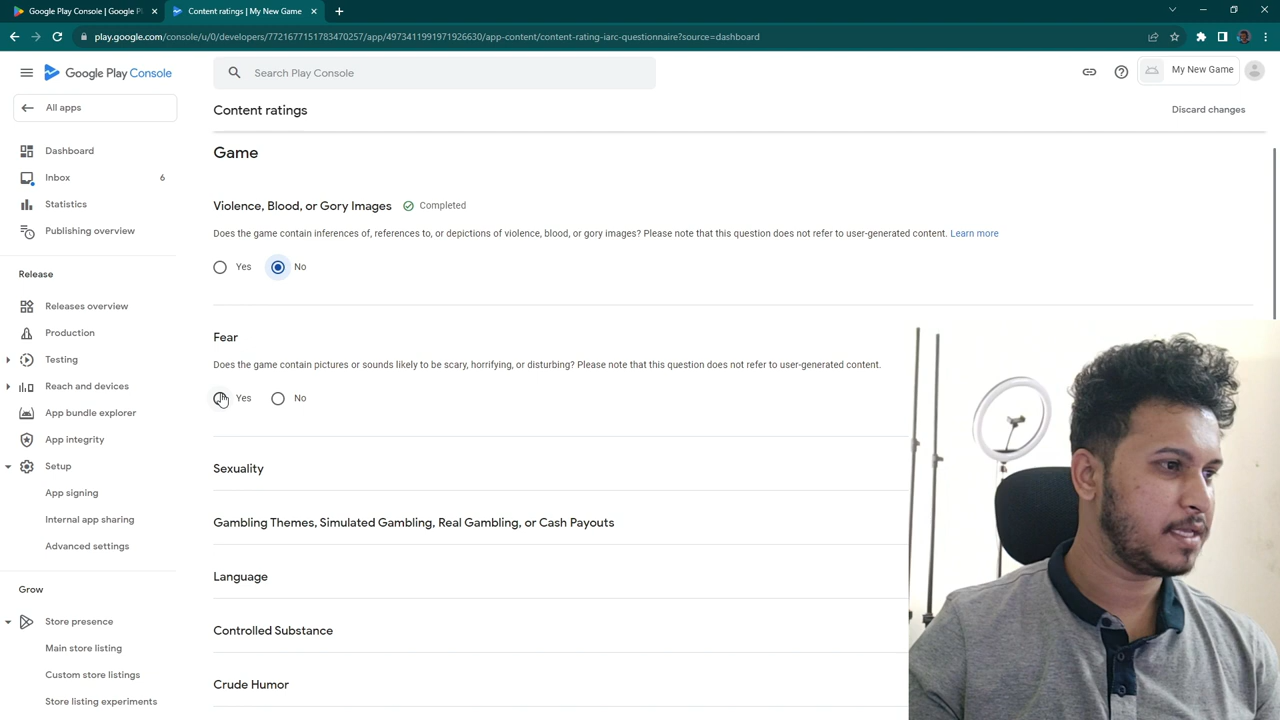 Google Play Console | Google Pl
Content ratings | My New Game
play.google.com/console/u/0/developers/7721677151783470257/app/4973411991971926630/app-content/content-rating-iarc-questionnaire?source=dashboard
Google Play Console
Search Play Console
My New Game
All apps
Content ratings
Discard changes
Dashboard
Inbox 6
Statistics
Publishing overview
Release
Releases overview
Production
Testing
Reach and devices
App bundle explorer
App integrity
Setup
App signing
Internal app sharing
Advanced settings
Grow
Store presence
Main store listing
Custom store listings
Store listing experiments
Game
Violence, Blood, or Gory Images Completed
Does the game contain inferences of, references to, or depictions of violence, blood, or gory images? Please note that this question does not refer to user-generated content. Learn more
Yes No
Fear
Does the game contain pictures or sounds likely to be scary, horrifying, or disturbing? Please note that this question does not refer to user-generated content.
Yes No
Sexuality
Gambling Themes, Simulated Gambling, Real Gambling, or Cash Payouts
Language
Controlled Substance
Crude Humor